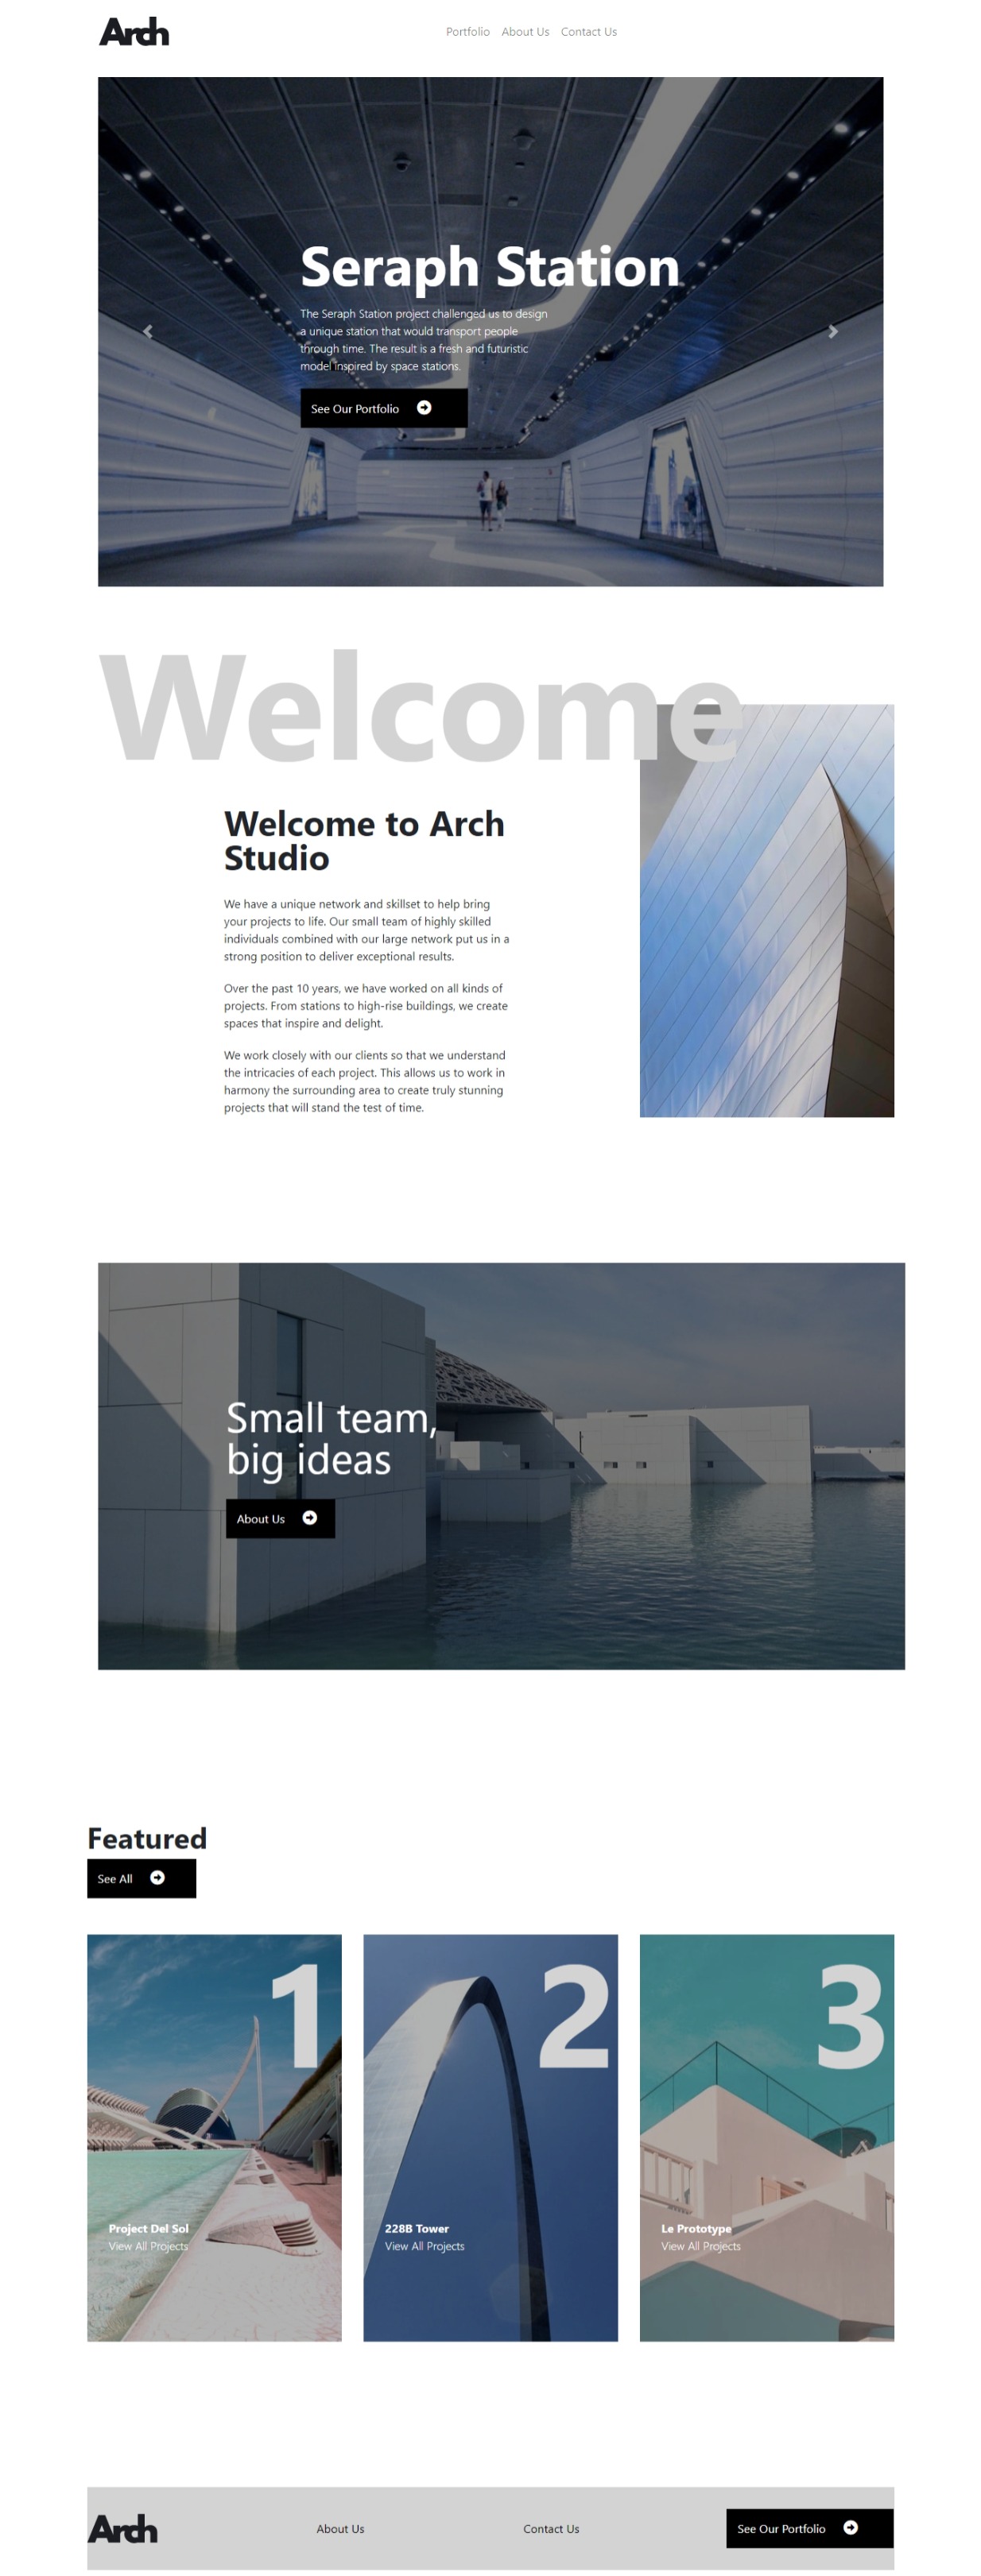 Arch
Portfolio About Us Contact Us
Seraph Station
The Seraph Station project challenged us to design
a unique station that would transport people
through time. The result is a fresh and futuristic
model inspired by space stations.
See Our Portfolio
Welcome
Welcome to Arch
Studio
We have a unique network and skillset to help bring
your projects to life. Our small team of highly skilled
individuals combined with our large network put us in a
strong position to deliver exceptional results.
Over the past 10 years, we have worked on all kinds of
projects. From stations to high-rise buildings, we create
spaces that inspire and delight.
We work closely with our clients so that we understand
the intricacies of each project. This allows us to work in
harmony the surrounding area to create truly stunning
projects that will stand the test of time.
Small team,
big ideas
About Us
Featured
See All
1
Project Del Sol
View All Projects
2
228B Tower
View All Projects
3
Le Prototype
View All Projects
Arch
About Us
Contact Us
See Our Portfolio